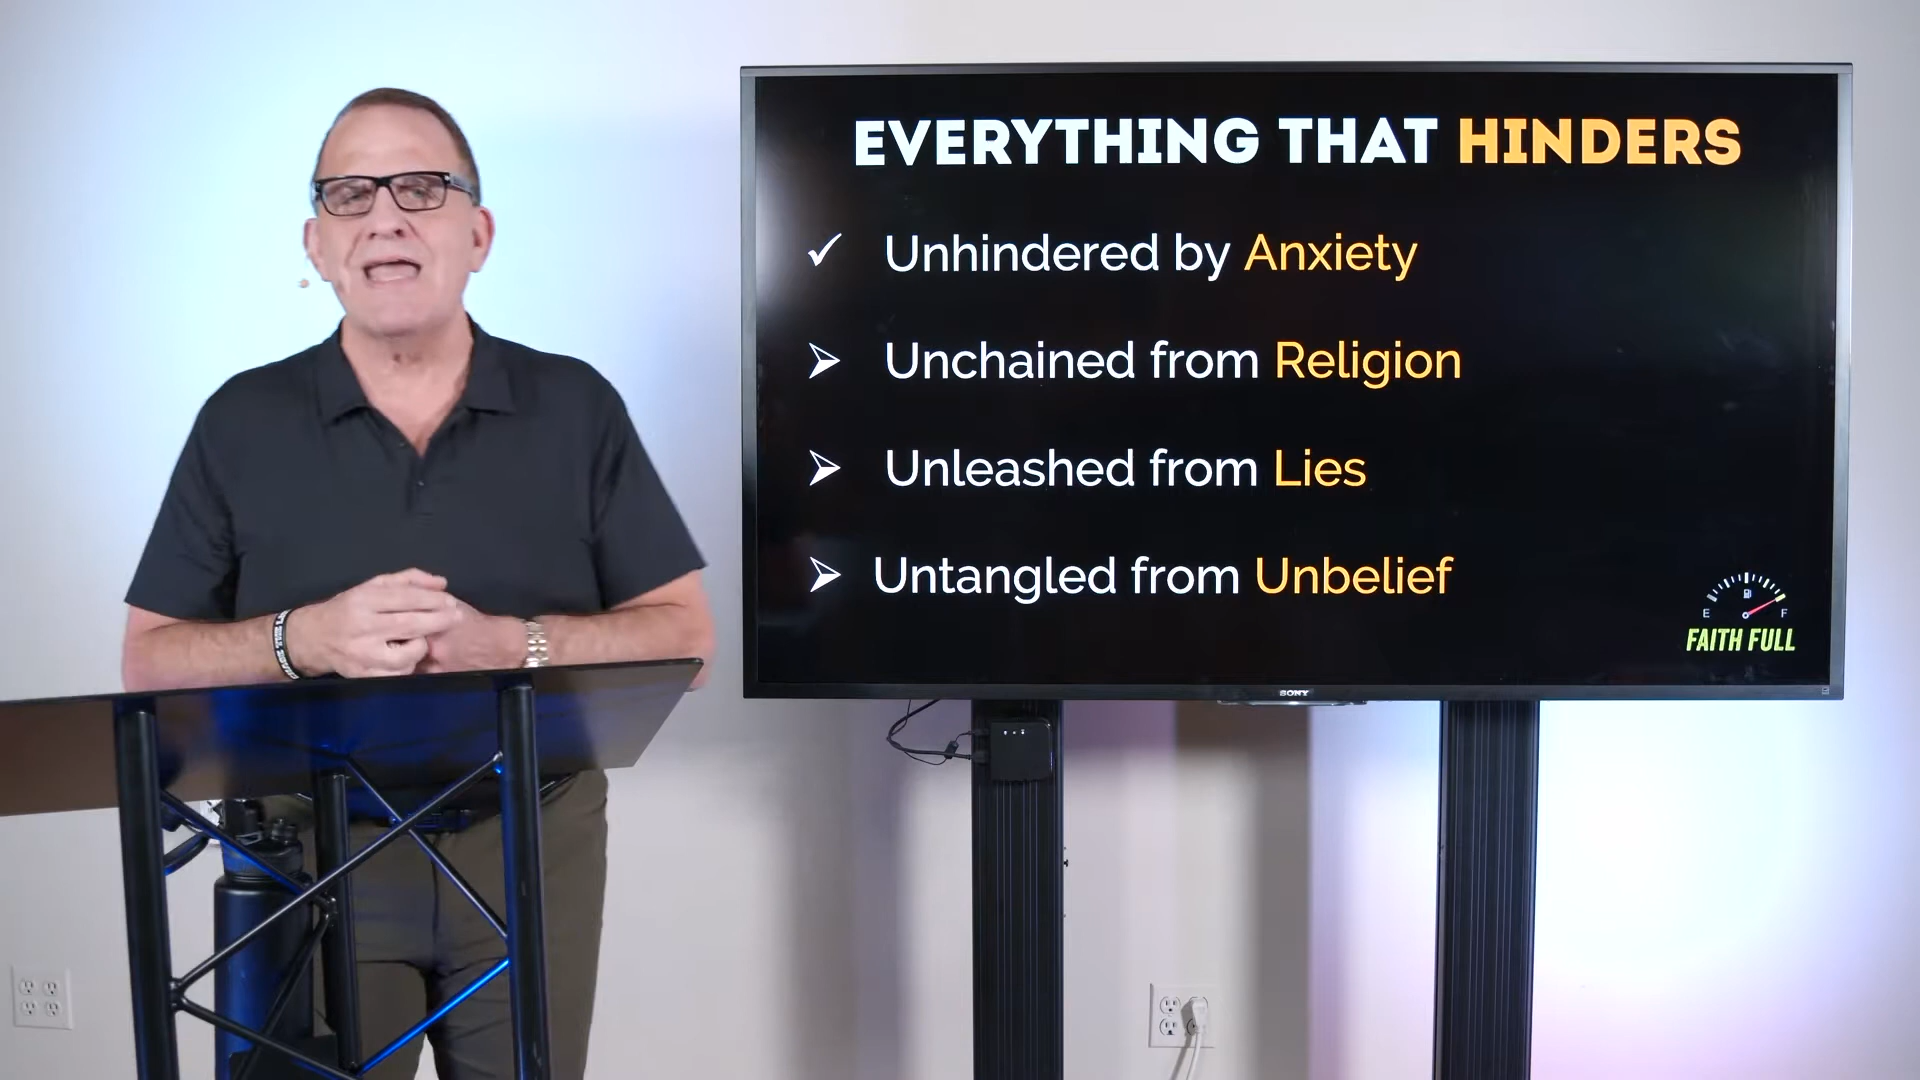 EVERYTHING THAT HINDERS
✓ Unhindered by Anxiety
➢ Unchained from Religion
➢ Unleashed from Lies
➢ Untangled from Unbelief
E F
FAITH FULL
SONY